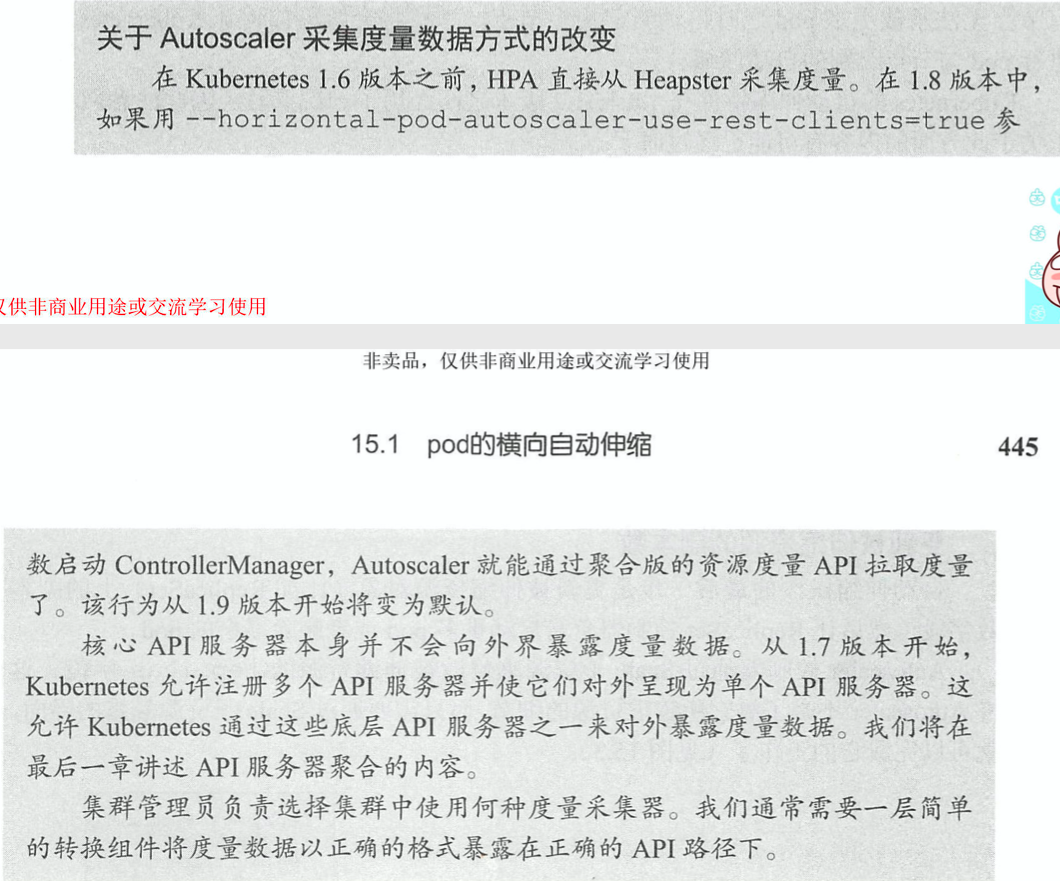 关于 Autoscaler 采集度量数据方式的改变
在 Kubernetes 1.6 版本之前，HPA 直接从 Heapster 采集度量。在 1.8 版本中，
如果用 --horizontal-pod-autoscaler-use-rest-clients=true 参
供非商业用途或交流学习使用
非卖品，仅供非商业用途或交流学习使用
15.1 pod的横向自动伸缩 445
数启动 ControllerManager，Autoscaler 就能通过聚合版的资源度量 API 拉取度量
了。该行为从 1.9 版本开始将变为默认。
核心 API 服务器本身并不会向外界暴露度量数据。从 1.7 版本开始，
Kubernetes 允许注册多个 API 服务器并使它们对外呈现为单个 API 服务器。这
允许 Kubernetes 通过这些底层 API 服务器之一来对外暴露度量数据。我们将在
最后一章讲述 API 服务器聚合的内容。
集群管理员负责选择集群中使用何种度量采集器。我们通常需要一层简单
的转换组件将度量数据以正确的格式暴露在正确的 API 路径下。